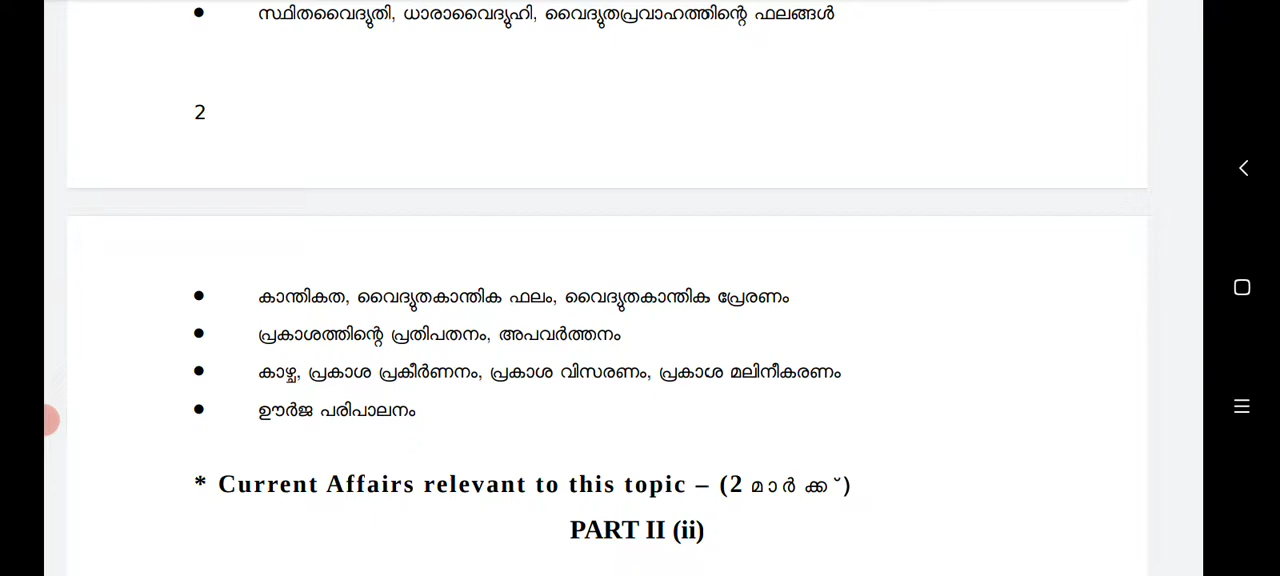 ● സ്ഥിതവൈദ്യുതി, ധാരാവൈദ്യുഹി, വൈദ്യുതപ്രവാഹത്തിന്റെ ഫലങ്ങൾ
2
● കാന്തികത, വൈദ്യുതകാന്തിക ഫലം, വൈദ്യുതകാന്തിക പ്രേരണം
● പ്രകാശത്തിന്റെ പ്രതിപതനം, അപവർത്തനം
● കാഴ്ച, പ്രകാശ പ്രകീർണനം, പ്രകാശ വിസരണം, പ്രകാശ മലിനീകരണം
● ഊർജ പരിപാലനം
* Current Affairs relevant to this topic – (2 മാർക്ക്)
PART II (ii)